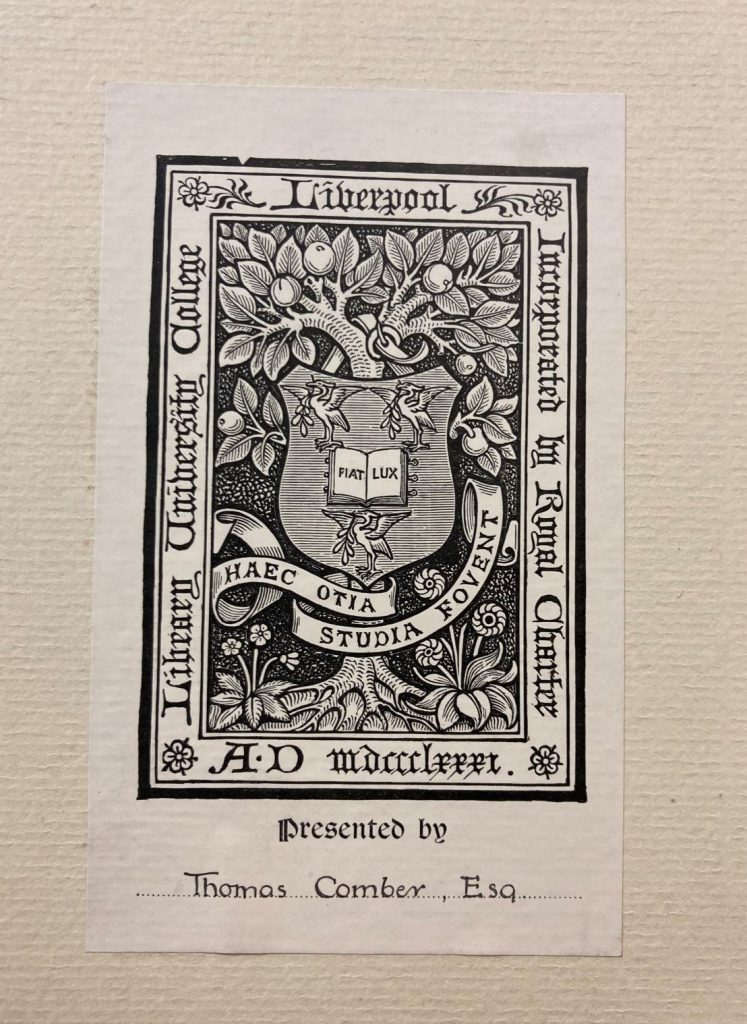 Library University College
Liverpool
Incorporated by Royal Charter
A·D mdccclxxxi.
FIAT LUX
HAEC OTIA
STUDIA FOVENT
Presented by
Thomas Comber, Esq